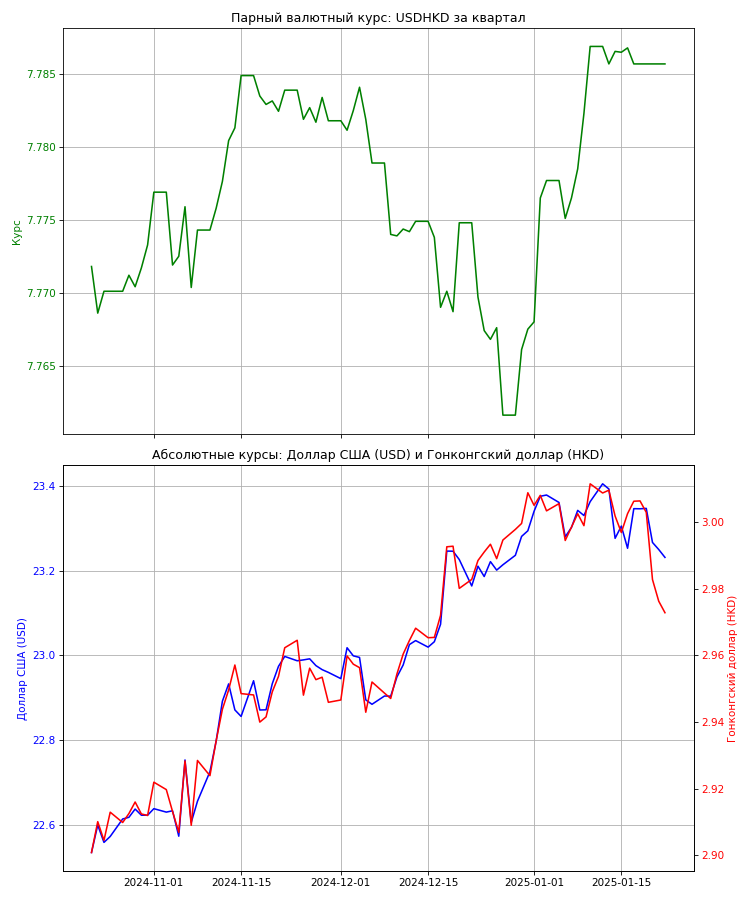 Парный валютный курс: USDHKD за квартал
7.785
7.780
7.775
7.770
7.765
Курс
Абсолютные курсы: Доллар США (USD) и Гонконгский доллар (HKD)
23.4
23.2
23.0
22.8
22.6
Доллар США (USD)
3.00
2.98
2.96
2.94
2.92
2.90
Гонконгский доллар (HKD)
2024-11-01 2024-11-15 2024-12-01 2024-12-15 2025-01-01 2025-01-15